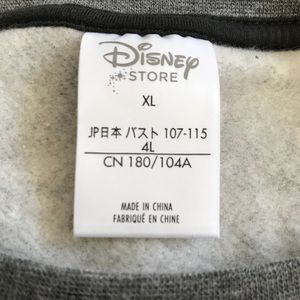 Disney
STORE
XL
JP日本 バスト 107-115
4L
CN 180/104A
MADE IN CHINA
FABRIQUÉ EN CHINE